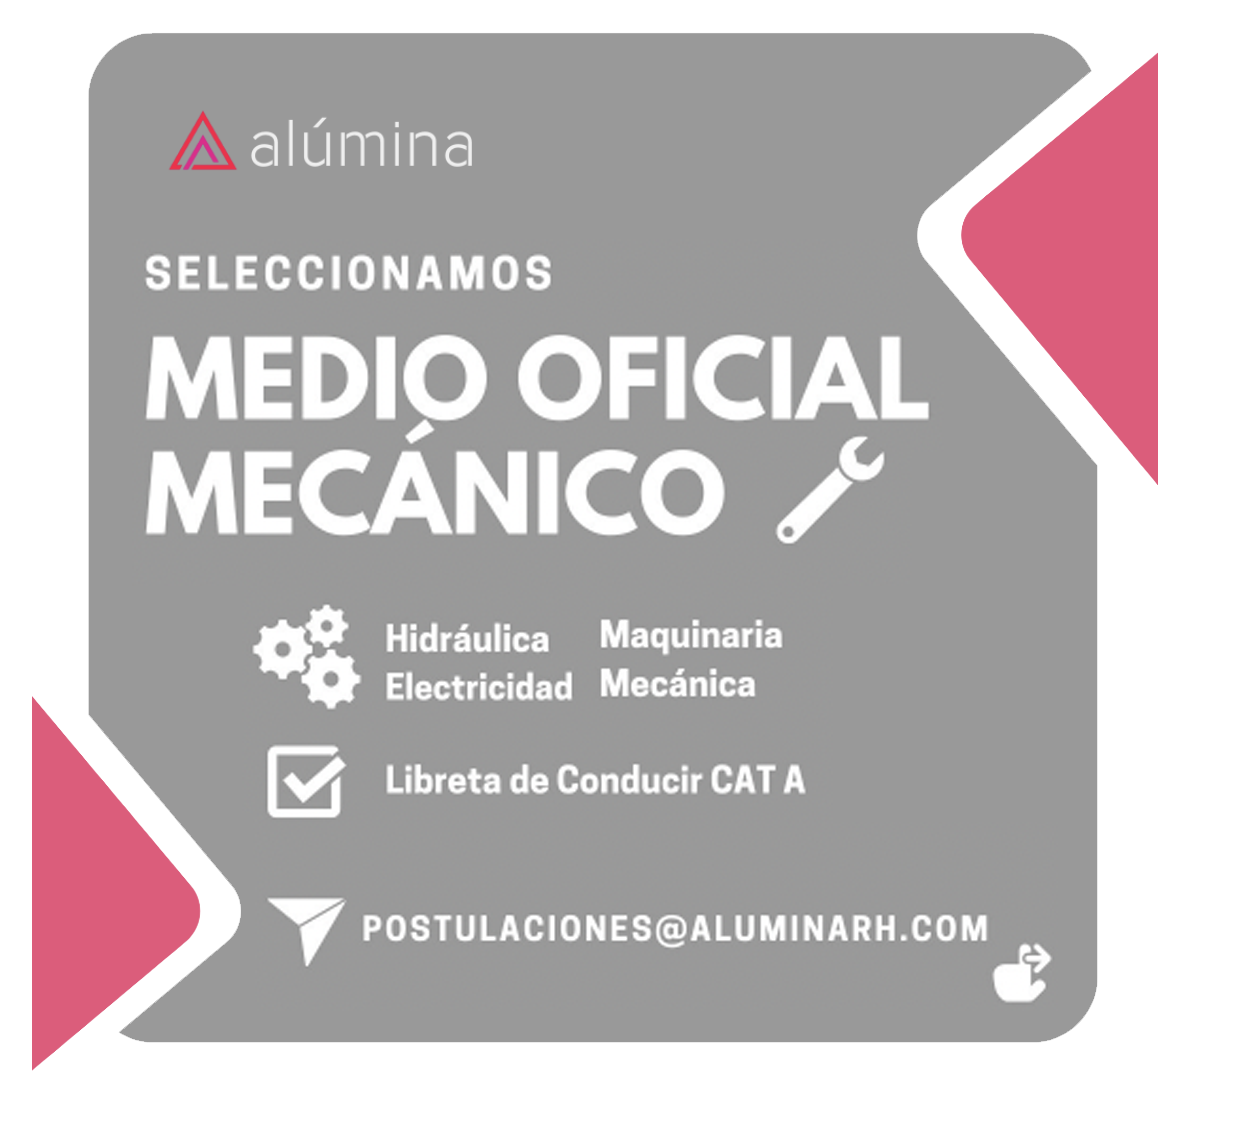 alúmina
SELECCIONAMOS
MEDIO OFICIAL
MECÁNICO
Hidráulica Maquinaria
Electricidad Mecánica
Libreta de Conducir CAT A
POSTULACIONES@ALUMINARH.COM